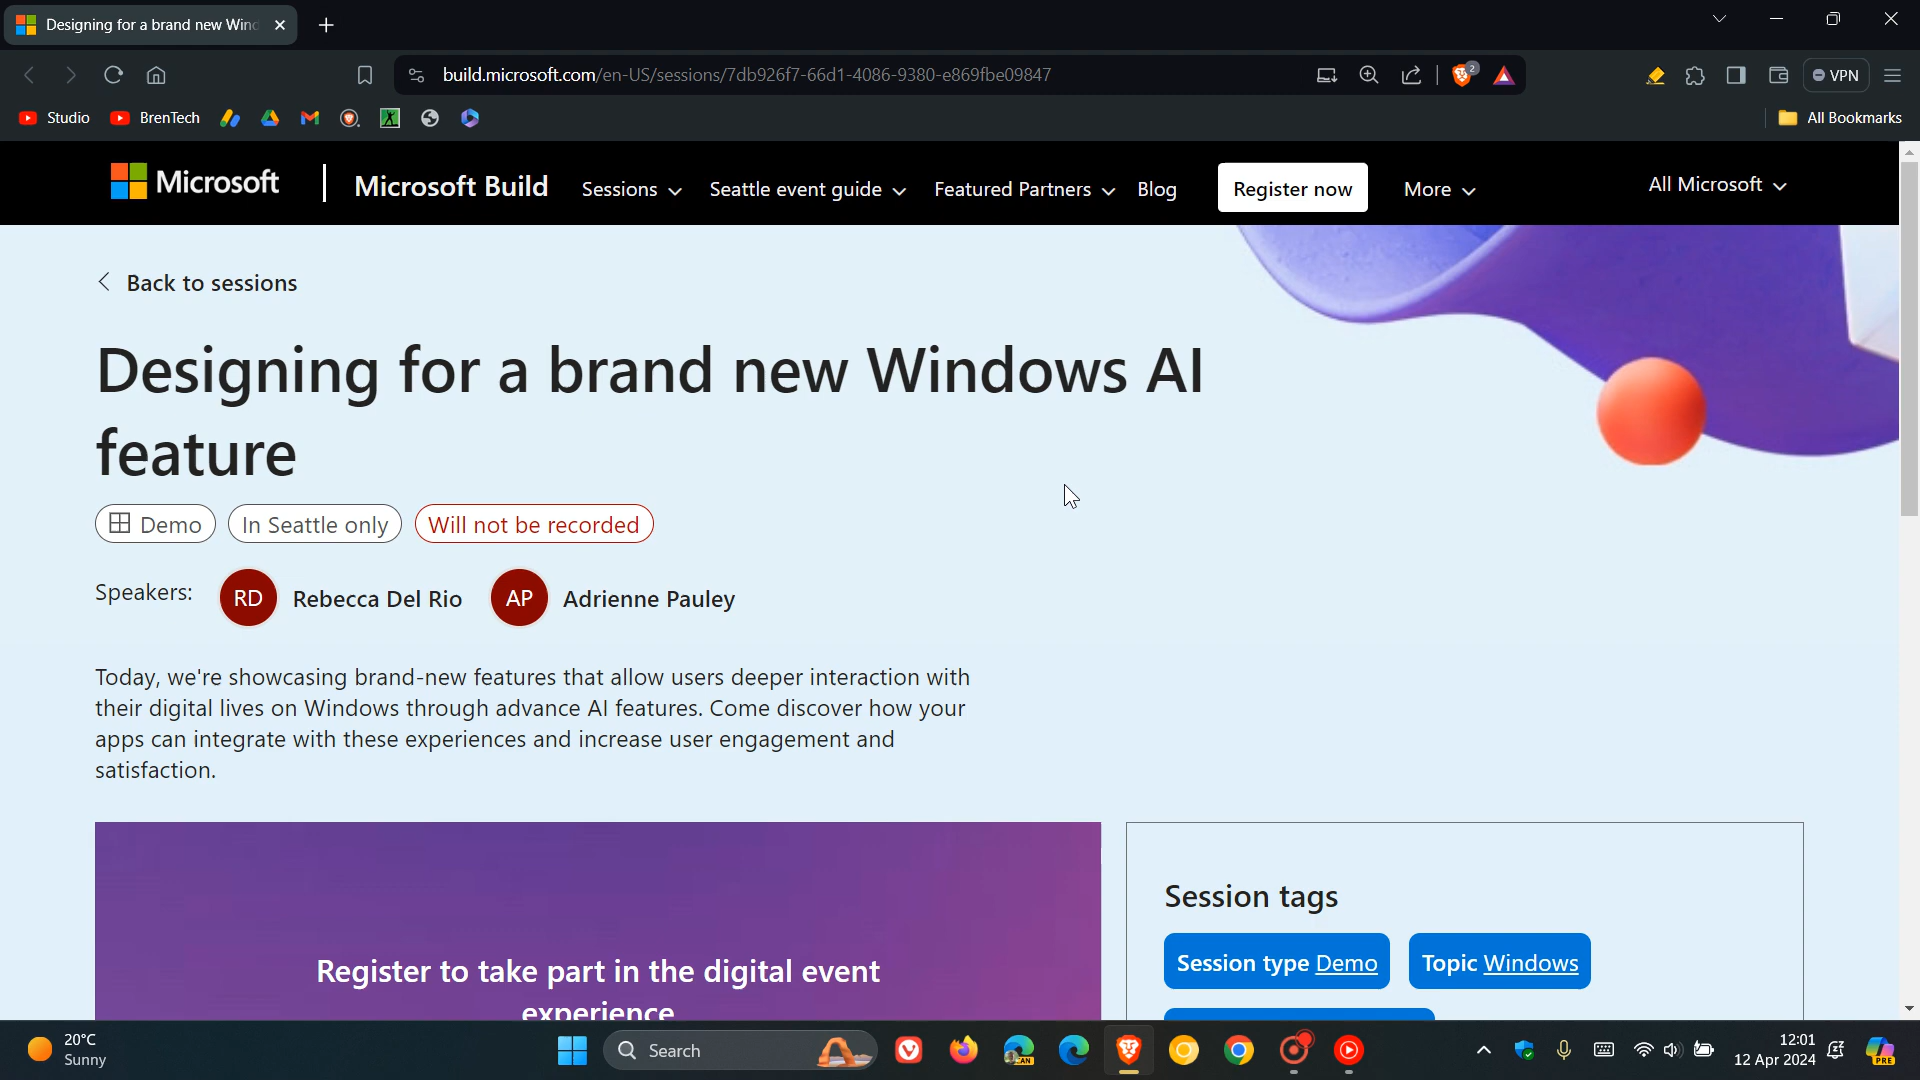 Designing for a brand new Wind
build.microsoft.com/en-US/sessions/7db926f7-66d1-4086-9380-e869fbe09847
2
VPN
Studio
BrenTech
All Bookmarks
Microsoft
Microsoft Build
Sessions
Seattle event guide
Featured Partners
Blog
Register now
More
All Microsoft
Back to sessions
Designing for a brand new Windows AI
feature
Demo
In Seattle only
Will not be recorded
Speakers:
RD
Rebecca Del Rio
AP
Adrienne Pauley
Today, we're showcasing brand-new features that allow users deeper interaction with
their digital lives on Windows through advance AI features. Come discover how your
apps can integrate with these experiences and increase user engagement and
satisfaction.
Register to take part in the digital event
experience
Session tags
Session type Demo
Topic Windows
20°C
Sunny
Search
CAN
12:01
12 Apr 2024
PRE